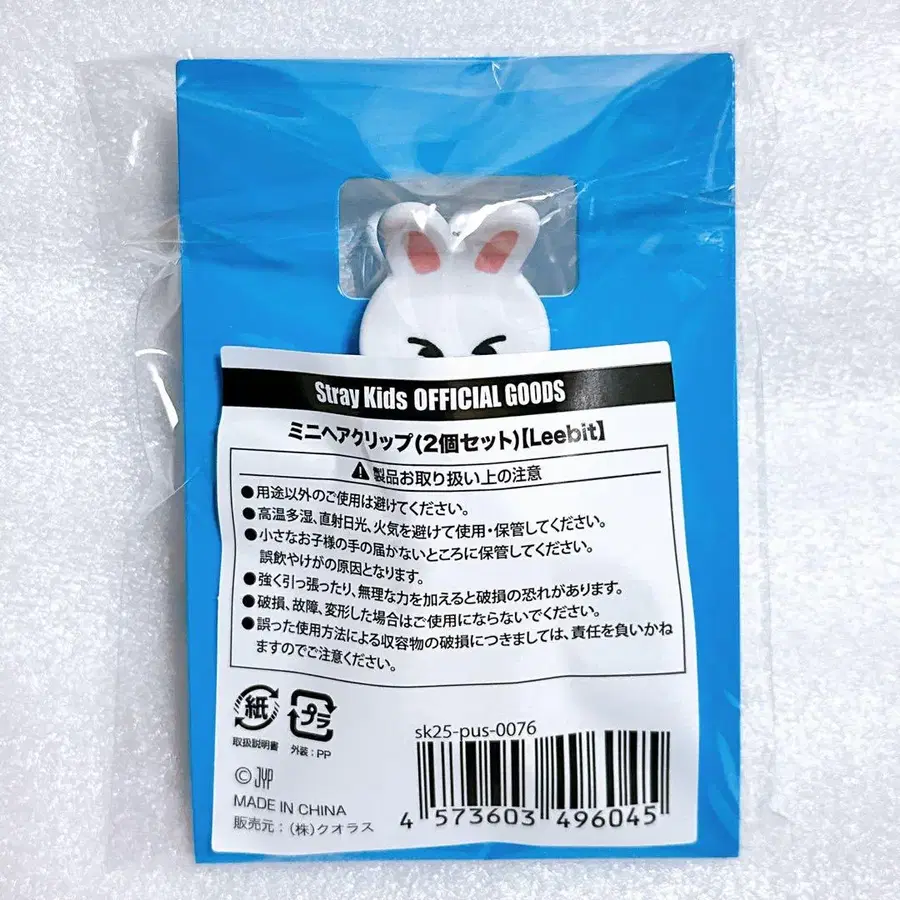 Stray Kids OFFICIAL GOODS
ミニヘアクリップ(2個セット)【Leebit】
製品お取り扱い上の注意
●用途以外のご使用は避けてください。
●高温多湿、直射日光、火気を避けて使用・保管してください。
●小さなお子様の手の届かないところに保管してください。
誤飲やけがの原因となります。
●強く引っ張ったり、無理な力を加えると破損の恐れがあります。
●破損、故障、変形した場合はご使用にならないでください。
●誤った使用方法による収容物の破損につきましては、責任を負いかね
ますのでご注意ください。
紙 プラ
取扱説明書 外装:PP
sk25-pus-0076
©JYP
MADE IN CHINA
販売元:(株)クオラス
4 573603 496045